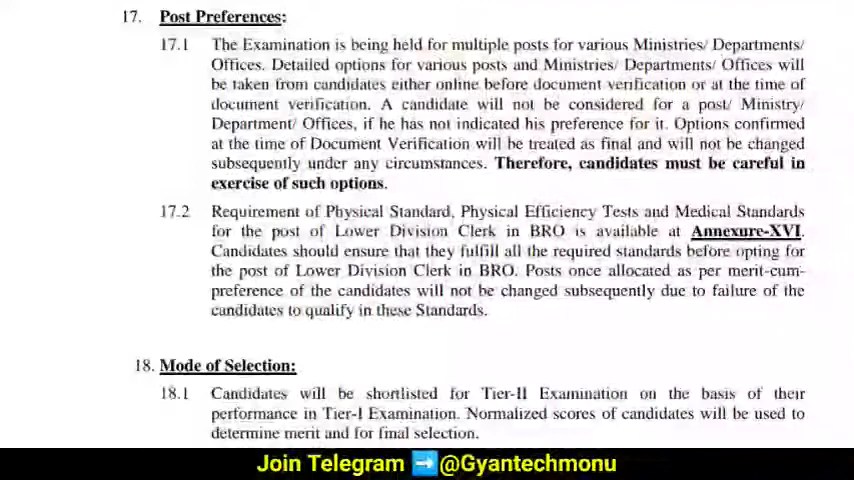 17. Post Preferences:
17.1 The Examination is being held for multiple posts for various Ministries/ Departments/
Offices. Detailed options for various posts and Ministries/ Departments/ Offices will
be taken from candidates either online before document verification or at the time of
document verification. A candidate will not be considered for a post/ Ministry/
Department/ Offices, if he has not indicated his preference for it. Options confirmed
at the time of Document Verification will be treated as final and will not be changed
subsequently under any circumstances. Therefore, candidates must be careful in
exercise of such options.
17.2 Requirement of Physical Standard, Physical Efficiency Tests and Medical Standards
for the post of Lower Division Clerk in BRO is available at Annexure-XVI.
Candidates should ensure that they fulfill all the required standards before opting for
the post of Lower Division Clerk in BRO. Posts once allocated as per merit-cum-
preference of the candidates will not be changed subsequently due to failure of the
candidates to qualify in these Standards.
18. Mode of Selection:
18.1 Candidates will be shortlisted for Tier-II Examination on the basis of their
performance in Tier-I Examination. Normalized scores of candidates will be used to
determine merit and for final selection.
Join Telegram ➡️@Gyantechmonu